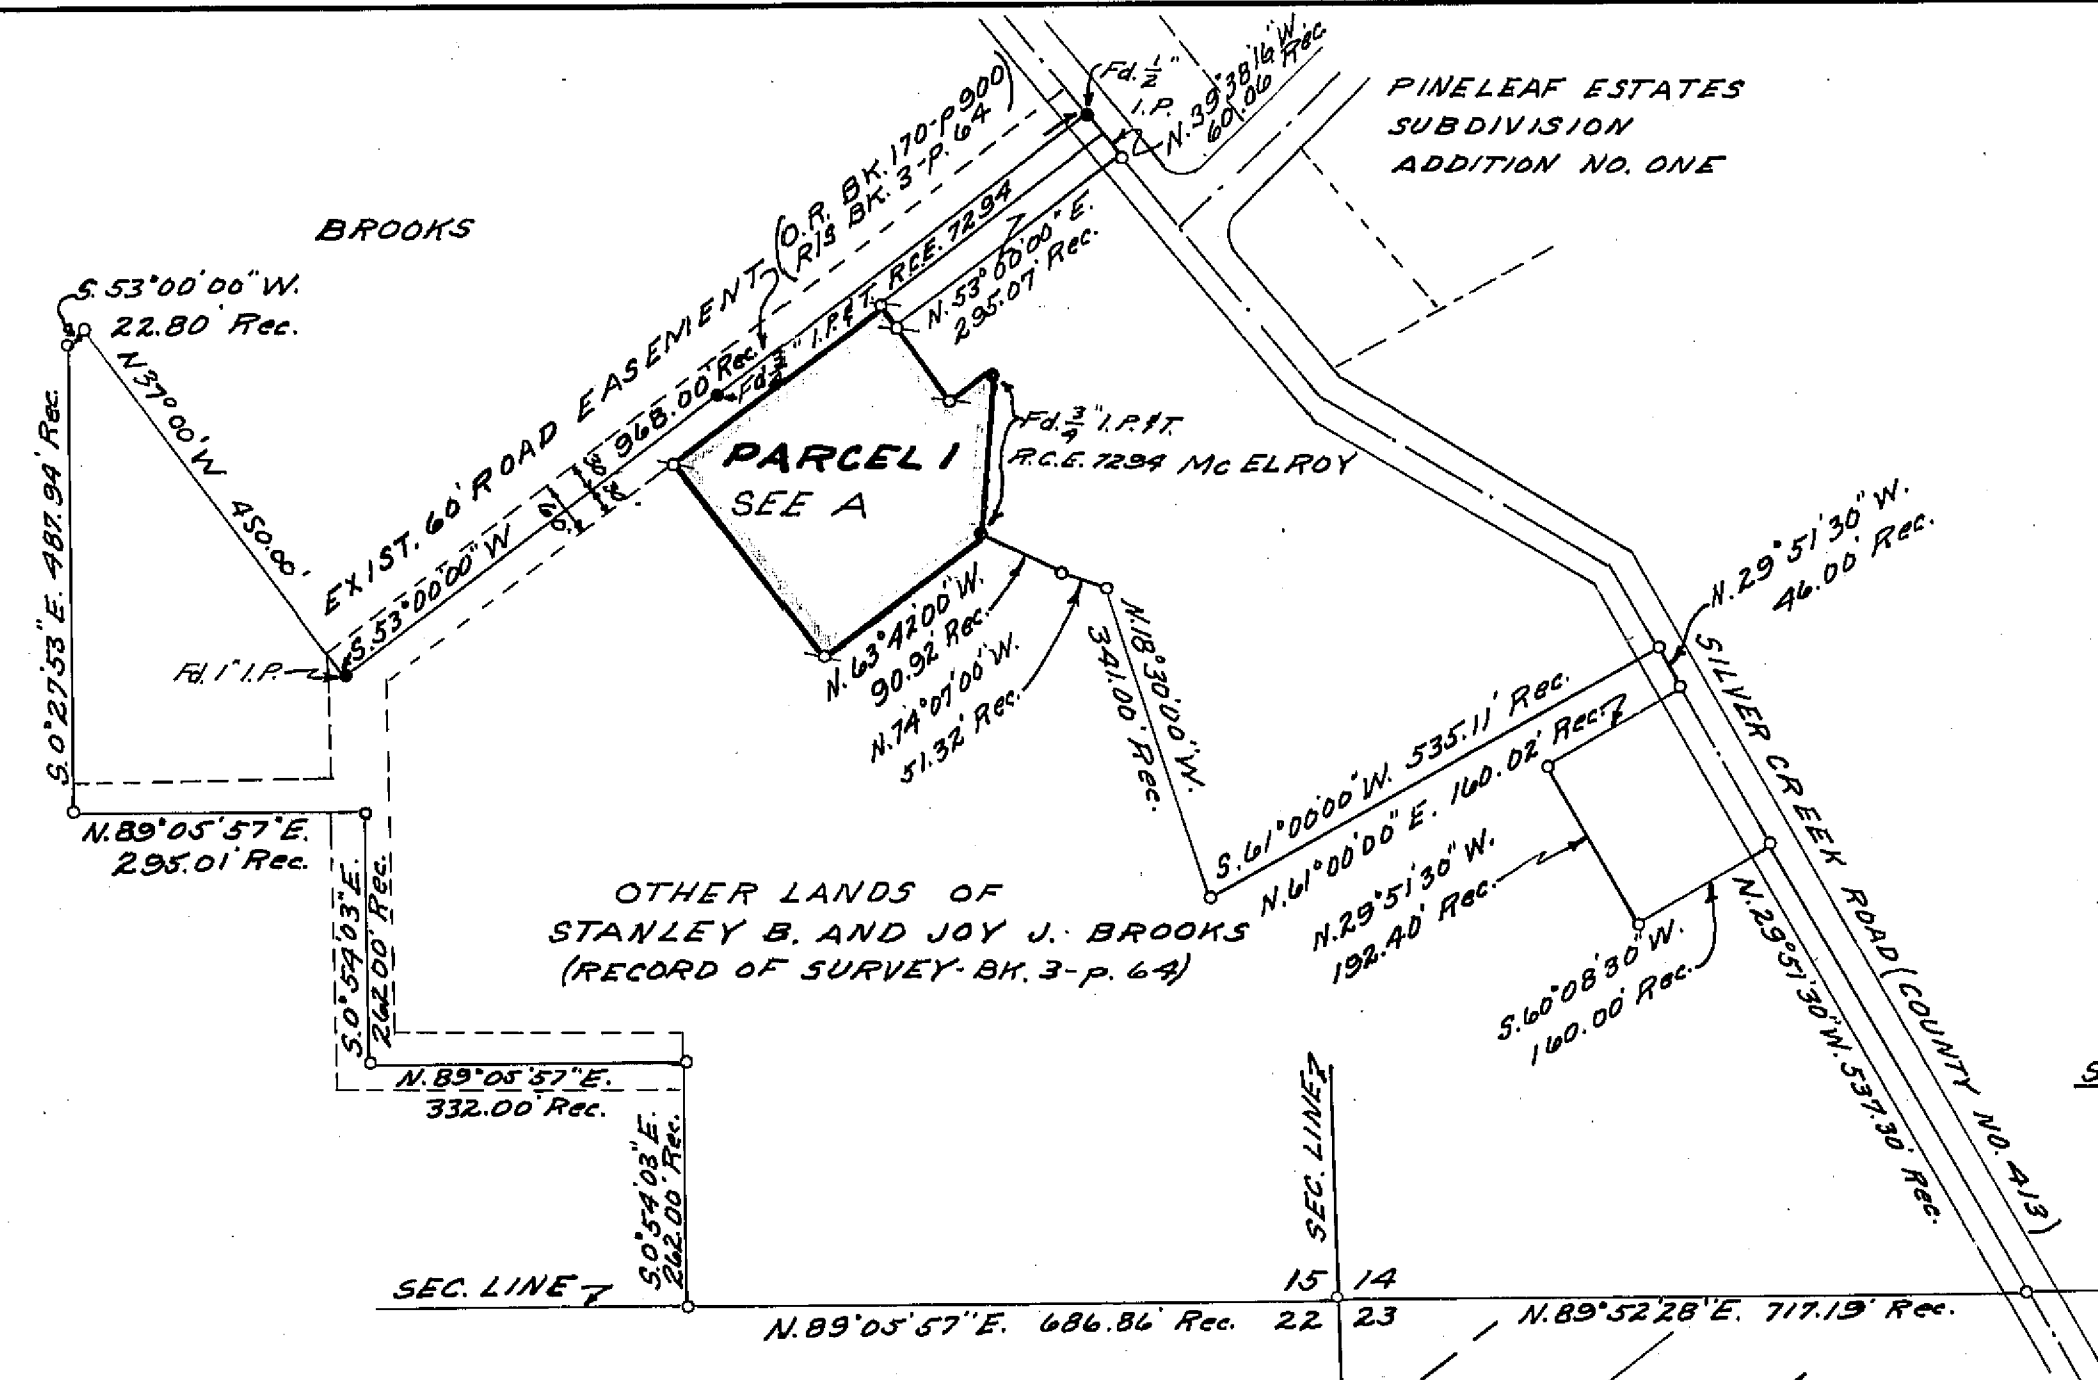 PINELEAF ESTATES
SUBDIVISION
ADDITION NO. ONE
Fd. 1/2"
I.P.
N.39°38'16"W.
60.06' Rec.
(O.R. BK. 170-P900)
R/S BK. 3-P. 64
BROOKS
S.53°00'00"W.
22.80' Rec.
N37°00'W 450.00'
S.0°27'53"E. 487.94' Rec.
EXIST. 60' ROAD EASEMENT
S.53°00'00"W 968.00' Rec.
Fd. 3/4" I.P.&T. R.C.E. 7294
N.53°00'00"E.
295.07' Rec.
60'
Fd. 1" I.P.
PARCEL 1
SEE A
Fd. 3/4" I.P.&T.
R.C.E. 7294
MC ELROY
N.63°42'00"W.
90.92' Rec.
N.74°07'00"W.
51.32' Rec.
N.18°30'00"W.
341.00' Rec.
N.29°51'30"W.
46.00' Rec.
S.61°00'00"W. 535.11' Rec.
N.61°00'00"E. 160.02' Rec.
N.29°51'30"W.
192.40' Rec.
S.60°08'30"W.
160.00' Rec.
SILVER CREEK ROAD (COUNTY NO. 413)
N.29°51'30"W. 537.30' Rec.
N.89°05'57"E.
295.01' Rec.
S.0°54'03"E.
262.00' Rec.
OTHER LANDS OF
STANLEY B. AND JOY J. BROOKS
(RECORD OF SURVEY-BK. 3-P. 64)
N.89°05'57"E.
332.00' Rec.
S.0°54'03"E.
262.00' Rec.
SEC. LINE
SEC. LINE
15 14
22 23
N.89°05'57"E. 686.86' Rec.
N.89°52'28"E. 717.19' Rec.